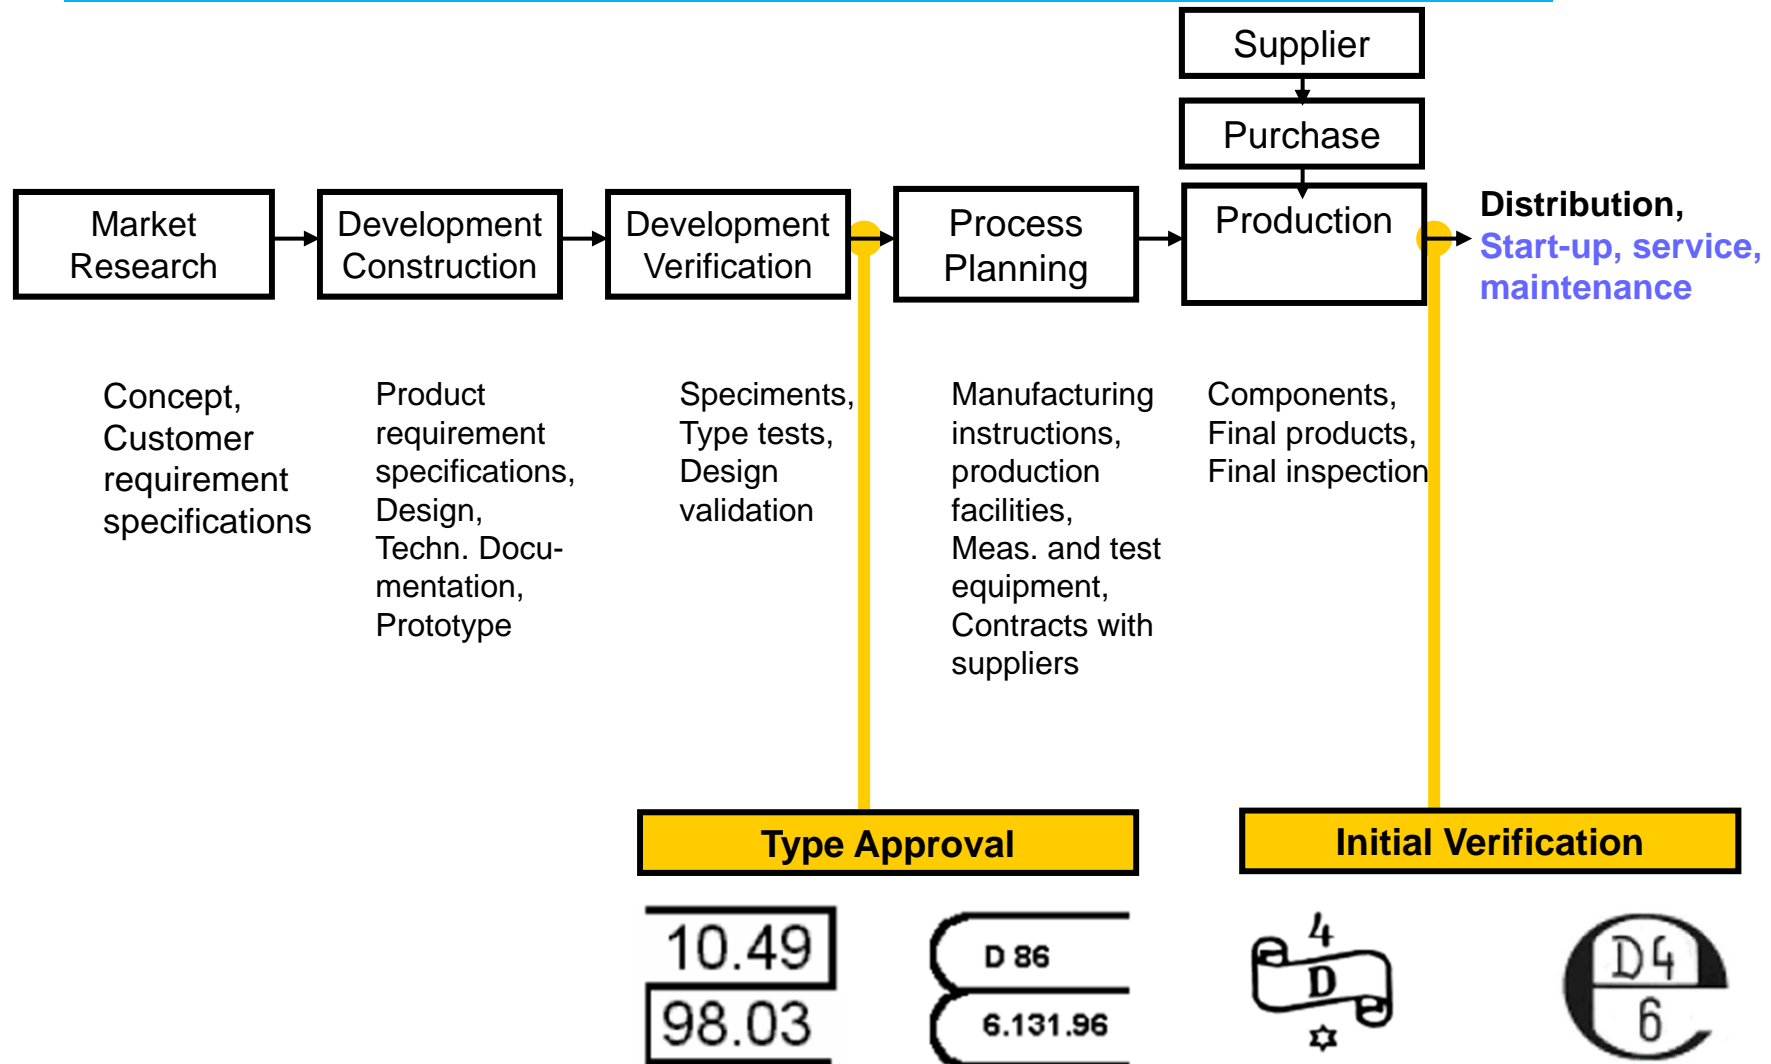 Supplier
Purchase
Market
Research
Development
Construction
Development
Verification
Process
Planning
Production
Distribution,
Start-up, service,
maintenance
Concept,
Customer
requirement
specifications
Product
requirement
specifications,
Design,
Techn. Docu-
mentation,
Prototype
Speciments,
Type tests,
Design
validation
Manufacturing
instructions,
production
facilities,
Meas. and test
equipment,
Contracts with
suppliers
Components,
Final products,
Final inspection
Type Approval
Initial Verification
10.49
98.03
D 86
6.131.96
4
D
D4
6